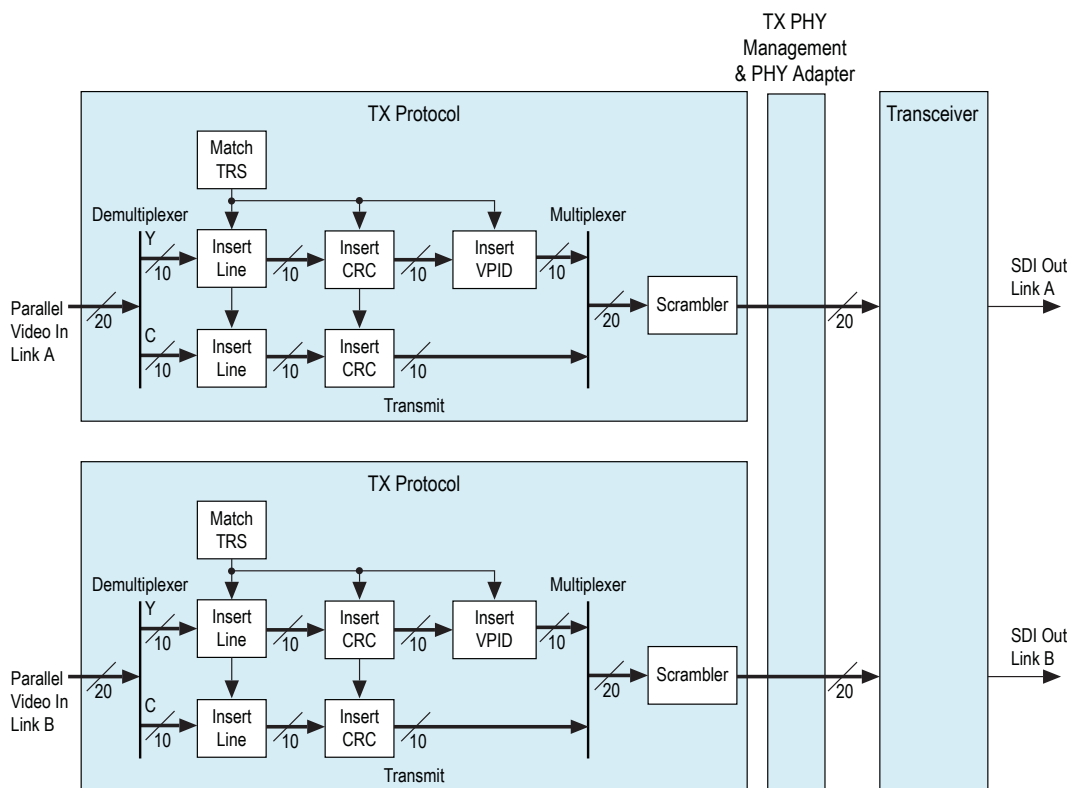 TX PHY
Management
& PHY Adapter
TX Protocol
Transceiver
Match
TRS
Demultiplexer
Multiplexer
Y
10
Insert
Line
10
Insert
CRC
10
Insert
VPID
10
Parallel
Video In
Link A
20
20
Scrambler
20
SDI Out
Link A
C
10
Insert
Line
10
Insert
CRC
10
Transmit
TX Protocol
Match
TRS
Demultiplexer
Multiplexer
Y
10
Insert
Line
10
Insert
CRC
10
Insert
VPID
10
Parallel
Video In
Link B
20
20
Scrambler
20
SDI Out
Link B
C
10
Insert
Line
10
Insert
CRC
10
Transmit